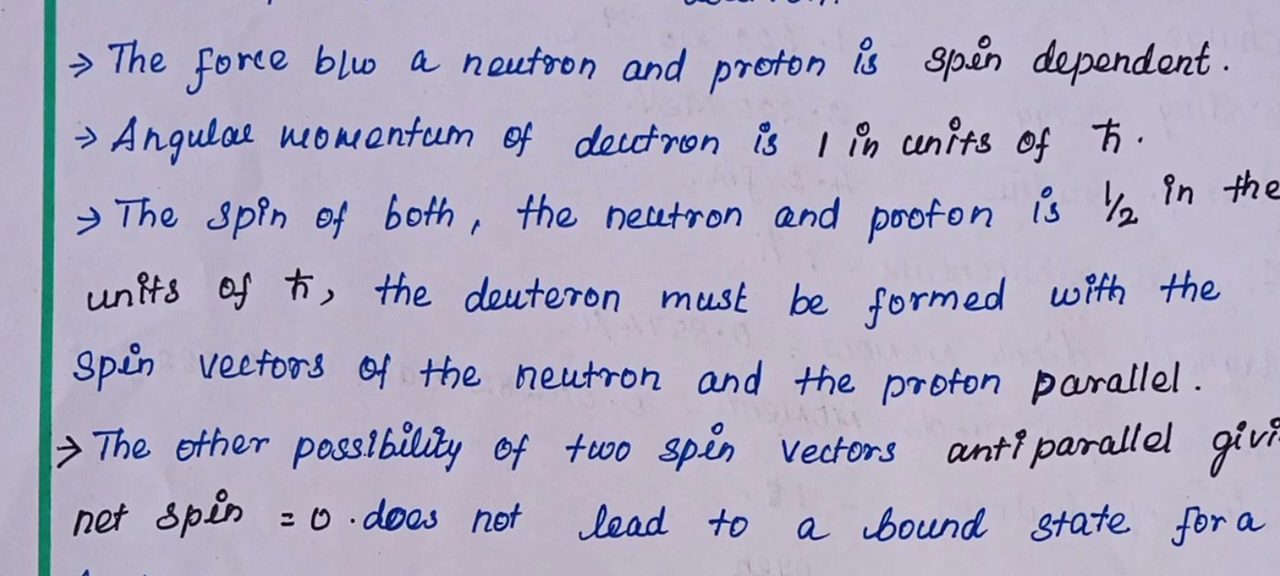 → The force b/w a neutron and proton is spin dependent.
→ Angular momentum of deutron is 1 in units of ħ.
→ The spin of both, the neutron and proton is 1/2 in the
units of ħ, the deuteron must be formed with the
spin vectors of the neutron and the proton parallel.
→ The other possibility of two spin vectors antiparallel givi
net spin = 0. does not lead to a bound state for a